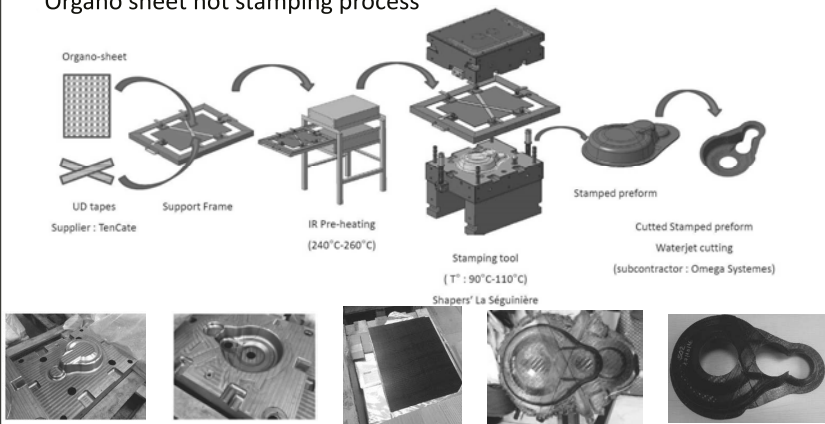 Organo sheet hot stamping process
Organo-sheet
UD tapes
Supplier : TenCate
Support Frame
IR Pre-heating
(240°C-260°C)
Stamping tool
( T° : 90°C-110°C)
Shapers' La Séguinière
Stamped preform
Cutted Stamped preform
Waterjet cutting
(subcontractor : Omega Systemes)